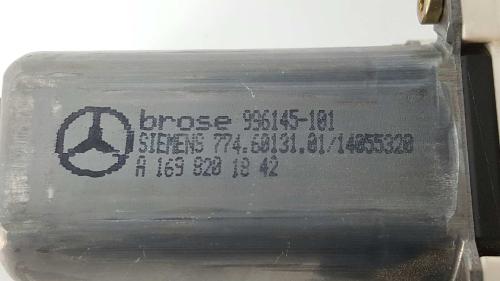 brose 996145-101
SIEMENS 774.60131.01/14055320
A 169 820 18 42